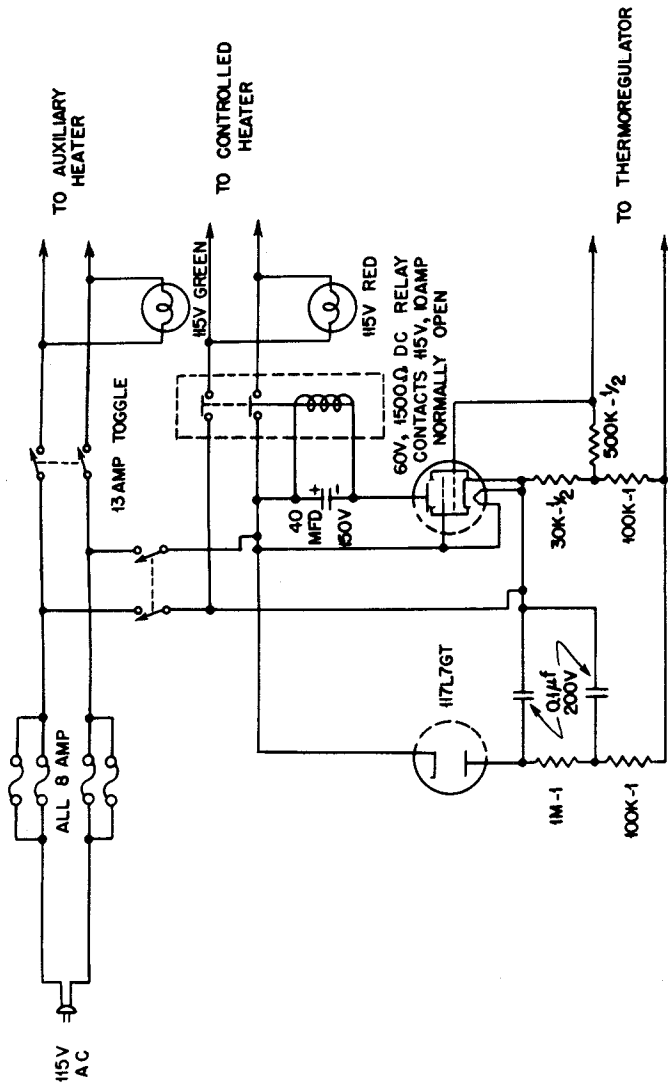 115V
AC
ALL 8 AMP
13 AMP TOGGLE
TO AUXILIARY
HEATER
115V GREEN
TO CONTROLLED
HEATER
115V RED
60V, 1500Ω DC RELAY
CONTACTS 115V, 10AMP
NORMALLY OPEN
40
MFD
+
-
150V
117L7GT
0.1μf
200V
1M-1
100K-1
30K-1/2
100K-1
500K-1/2
TO THERMOREGULATOR